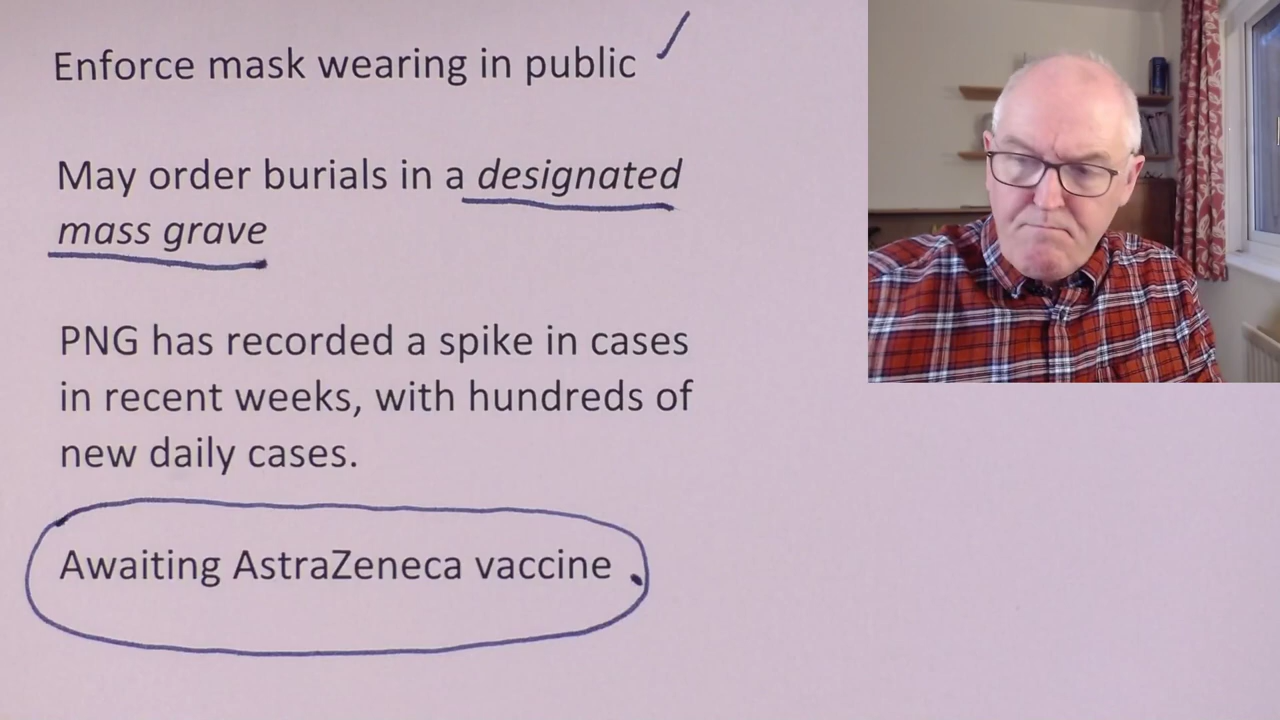 Enforce mask wearing in public
May order burials in a designated
mass grave
PNG has recorded a spike in cases
in recent weeks, with hundreds of
new daily cases.
Awaiting AstraZeneca vaccine